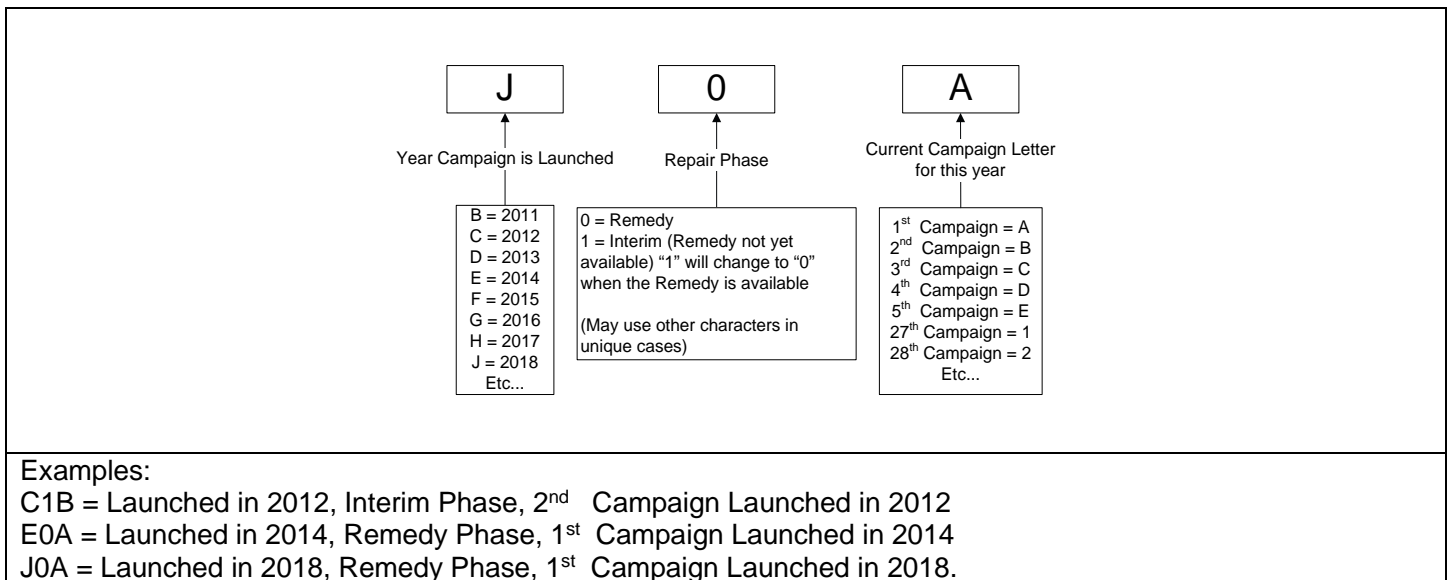 J
0
A
Year Campaign is Launched
Repair Phase
Current Campaign Letter
for this year
B = 2011
C = 2012
D = 2013
E = 2014
F = 2015
G = 2016
H = 2017
J = 2018
Etc...
0 = Remedy
1 = Interim (Remedy not yet
available) “1” will change to “0”
when the Remedy is available
(May use other characters in
unique cases)
1st Campaign = A
2nd Campaign = B
3rd Campaign = C
4th Campaign = D
5th Campaign = E
27th Campaign = 1
28th Campaign = 2
Etc...
Examples:
C1B = Launched in 2012, Interim Phase, 2nd Campaign Launched in 2012
E0A = Launched in 2014, Remedy Phase, 1st Campaign Launched in 2014
J0A = Launched in 2018, Remedy Phase, 1st Campaign Launched in 2018.